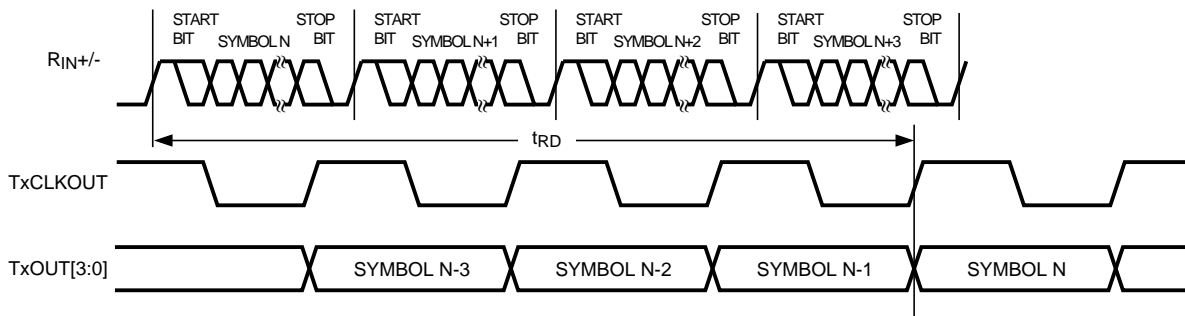 START STOP START STOP START STOP START STOP
BIT SYMBOL N BIT BIT SYMBOL N+1 BIT BIT SYMBOL N+2 BIT BIT SYMBOL N+3 BIT
RIN+/-
tRD
TxCLKOUT
TxOUT[3:0] SYMBOL N-3 SYMBOL N-2 SYMBOL N-1 SYMBOL N